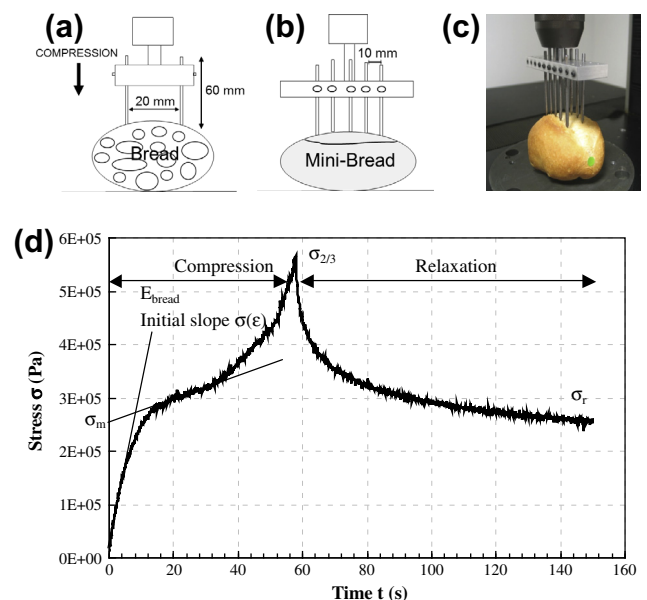 (a)
(b)
(c)
COMPRESSION
20 mm
60 mm
Bread
10 mm
Mini-Bread
(d)
6E+05
5E+05
4E+05
3E+05
2E+05
1E+05
0E+00
Stress σ (Pa)
Compression
σ2/3
Relaxation
Ebread
Initial slope σ(ε)
σm
σr
0
20
40
60
80
100
120
140
160
Time t (s)